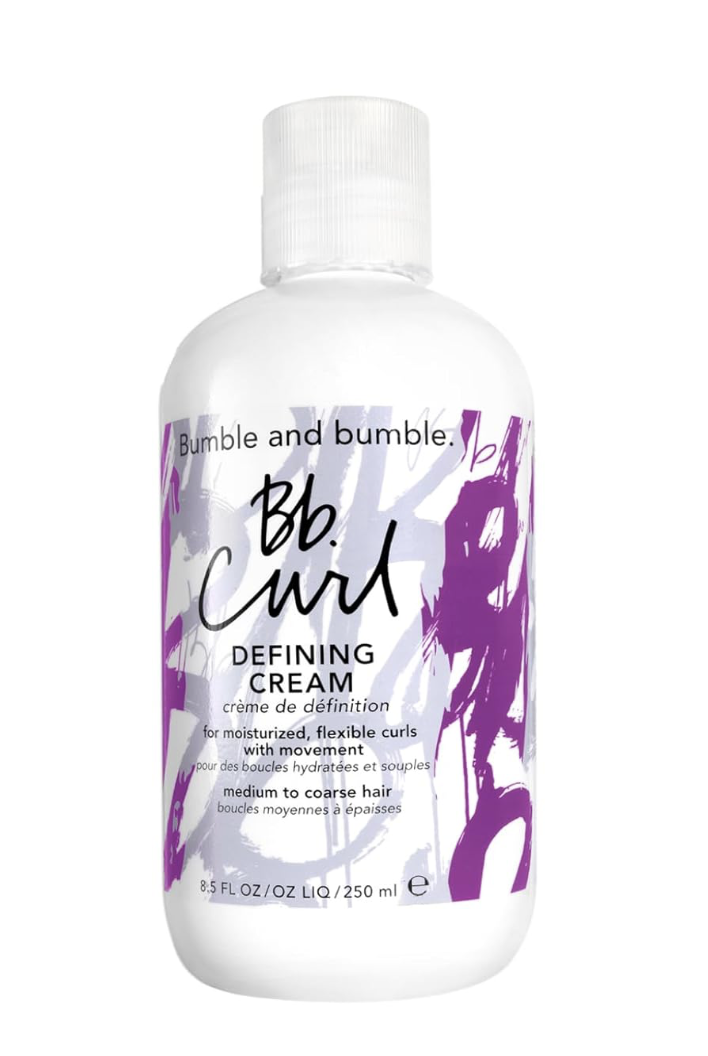 Bumble and bumble.
Bb.
Curl
DEFINING
CREAM
crème de définition
for moisturized, flexible curls
with movement
pour des boucles hydratées et souples
medium to coarse hair
boucles moyennes à épaisses
8.5 FL OZ/OZ LIQ/250 ml ℮